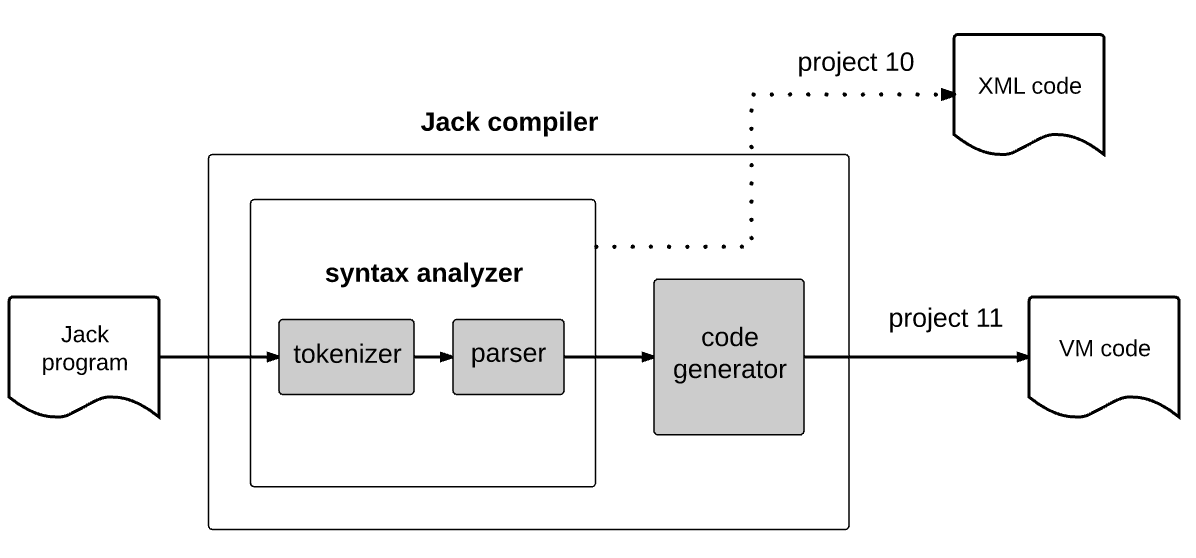 project 10
XML code
Jack compiler
syntax analyzer
Jack
program
tokenizer
parser
code
generator
project 11
VM code